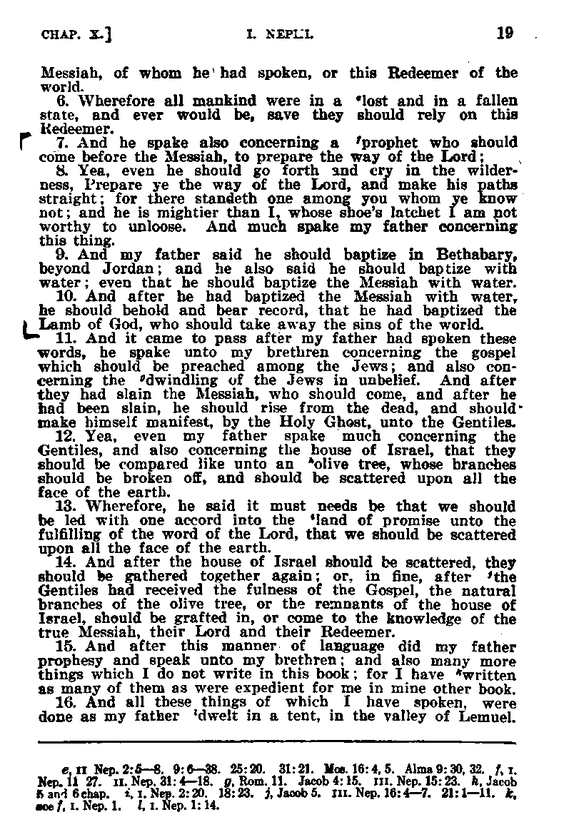 CHAP. X.] I. NEPHI. 19
Messiah, of whom he had spoken, or this Redeemer of the
world.
6. Wherefore all mankind were in a ᵉlost and in a fallen
state, and ever would be, save they should rely on this
Redeemer.
7. And he spake also concerning a ᶠprophet who should
come before the Messiah, to prepare the way of the Lord;
8. Yea, even he should go forth and cry in the wilder-
ness, Prepare ye the way of the Lord, and make his paths
straight; for there standeth one among you whom ye know
not; and he is mightier than I, whose shoe's latchet I am not
worthy to unloose. And much spake my father concerning
this thing.
9. And my father said he should baptize in Bethabary,
beyond Jordan; and he also said he should baptize with
water; even that he should baptize the Messiah with water.
10. And after he had baptized the Messiah with water,
he should behold and bear record, that he had baptized the
Lamb of God, who should take away the sins of the world.
11. And it came to pass after my father had spoken these
words, he spake unto my brethren concerning the gospel
which should be preached among the Jews; and also con-
cerning the ᵍdwindling of the Jews in unbelief. And after
they had slain the Messiah, who should come, and after he
had been slain, he should rise from the dead, and should
make himself manifest, by the Holy Ghost, unto the Gentiles.
12. Yea, even my father spake much concerning the
Gentiles, and also concerning the house of Israel, that they
should be compared like unto an ʰolive tree, whose branches
should be broken off, and should be scattered upon all the
face of the earth.
13. Wherefore, he said it must needs be that we should
be led with one accord into the ⁱland of promise unto the
fulfilling of the word of the Lord, that we should be scattered
upon all the face of the earth.
14. And after the house of Israel should be scattered, they
should be gathered together again; or, in fine, after ʲthe
Gentiles had received the fulness of the Gospel, the natural
branches of the olive tree, or the remnants of the house of
Israel, should be grafted in, or come to the knowledge of the
true Messiah, their Lord and their Redeemer.
15. And after this manner of language did my father
prophesy and speak unto my brethren; and also many more
things which I do not write in this book; for I have ᵏwritten
as many of them as were expedient for me in mine other book.
16. And all these things of which I have spoken, were
done as my father ˡdwelt in a tent, in the valley of Lemuel.
e, II Nep. 2:5—8. 9:6—38. 25:20. 31:21. Mos. 16:4, 5. Alma 9:30, 32. f, I.
Nep. 11 27. II. Nep. 31:4—18. g, Rom. 11. Jacob 4:15. III. Nep. 15:23. h, Jacob
5 and 6 chap. i, I. Nep. 2:20. 18:23. j, Jacob 5. III. Nep. 16:4—7. 21:1—11. k,
see f, I. Nep. 1. l, I. Nep. 1:14.